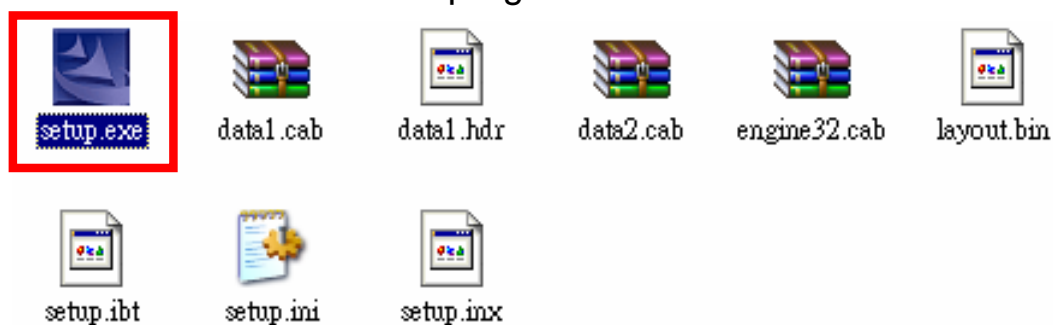 setup.exe data1.cab data1.hdr data2.cab engine32.cab layout.bin
setup.ibt setup.ini setup.inx